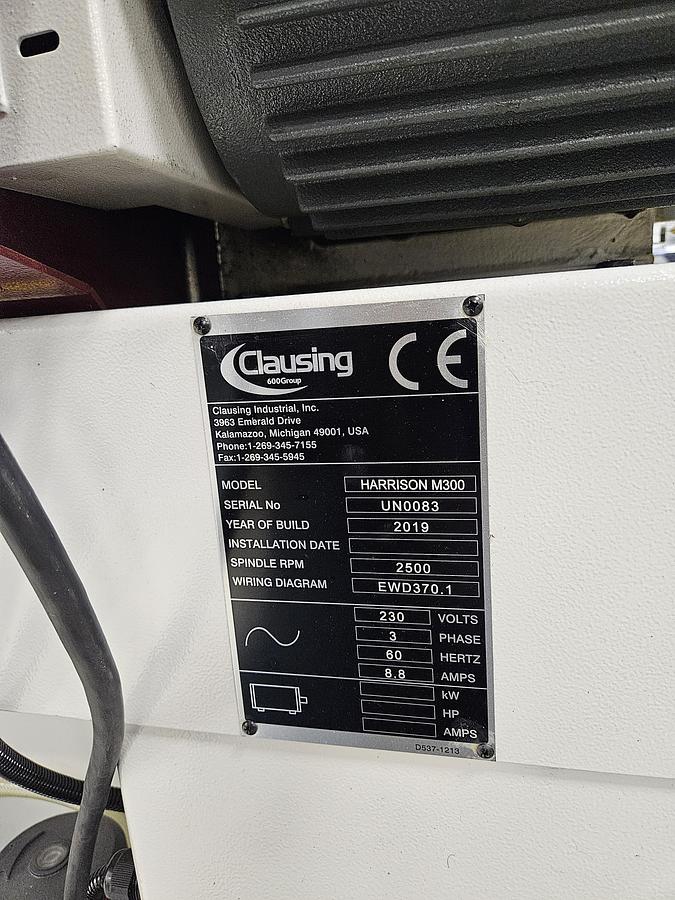 Clausing
600Group
CE
Clausing Industrial, Inc.
3963 Emerald Drive
Kalamazoo, Michigan 49001, USA
Phone:1-269-345-7155
Fax:1-269-345-5945
MODEL HARRISON M300
SERIAL No UN0083
YEAR OF BUILD 2019
INSTALLATION DATE
SPINDLE RPM 2500
WIRING DIAGRAM EWD370.1
230 VOLTS
3 PHASE
60 HERTZ
8.8 AMPS
kW
HP
AMPS
D537-1213